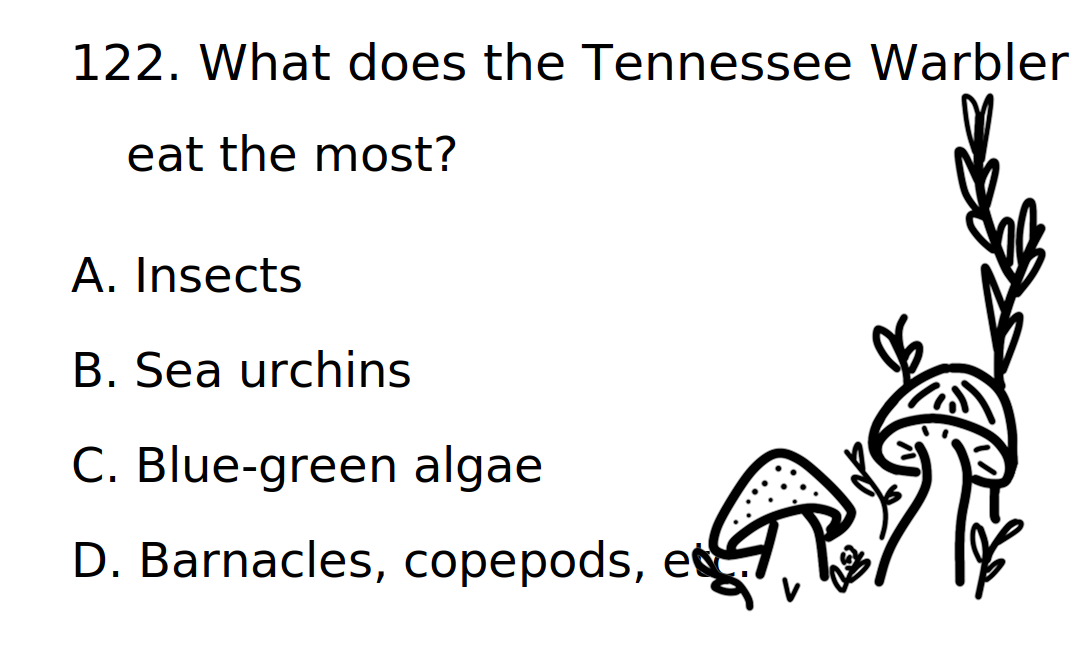 122. What does the Tennessee Warbler
eat the most?
A. Insects
B. Sea urchins
C. Blue-green algae
D. Barnacles, copepods, etc.